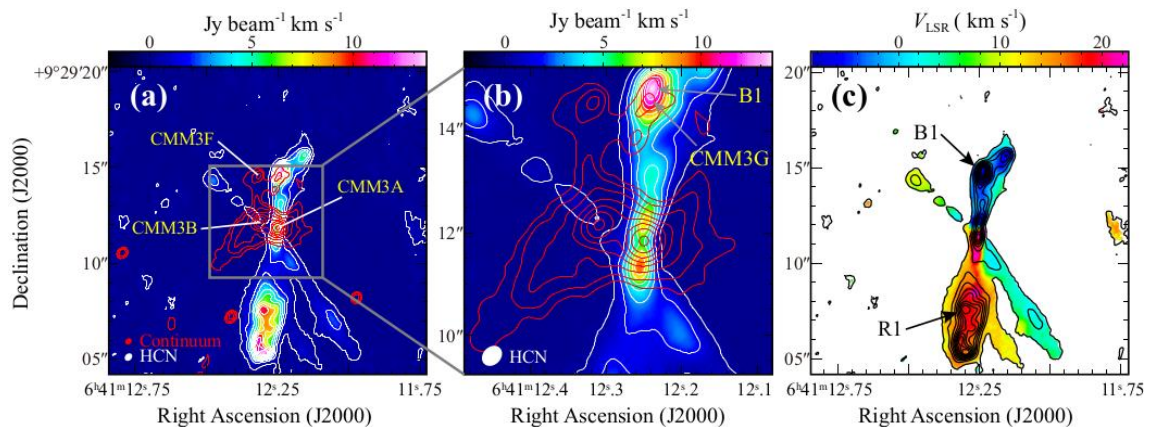 Jy beam⁻¹ km s⁻¹
0 5 10
Jy beam⁻¹ km s⁻¹
0 5 10
V_LSR ( km s⁻¹)
0 10 20
+9°29′20″
15″
10″
05″
Declination (J2000)
(a)
CMM3F
CMM3A
CMM3B
Continuum
HCN
6ʰ41ᵐ12ˢ.75
12ˢ.25
11ˢ.75
Right Ascension (J2000)
(b)
14″
12″
10″
B1
CMM3G
HCN
6ʰ41ᵐ12ˢ.4
12ˢ.3
12ˢ.2
12ˢ.1
Right Ascension (J2000)
(c)
20″
15″
10″
05″
B1
R1
6ʰ41ᵐ12ˢ.75
12ˢ.25
11ˢ.75
Right Ascension (J2000)